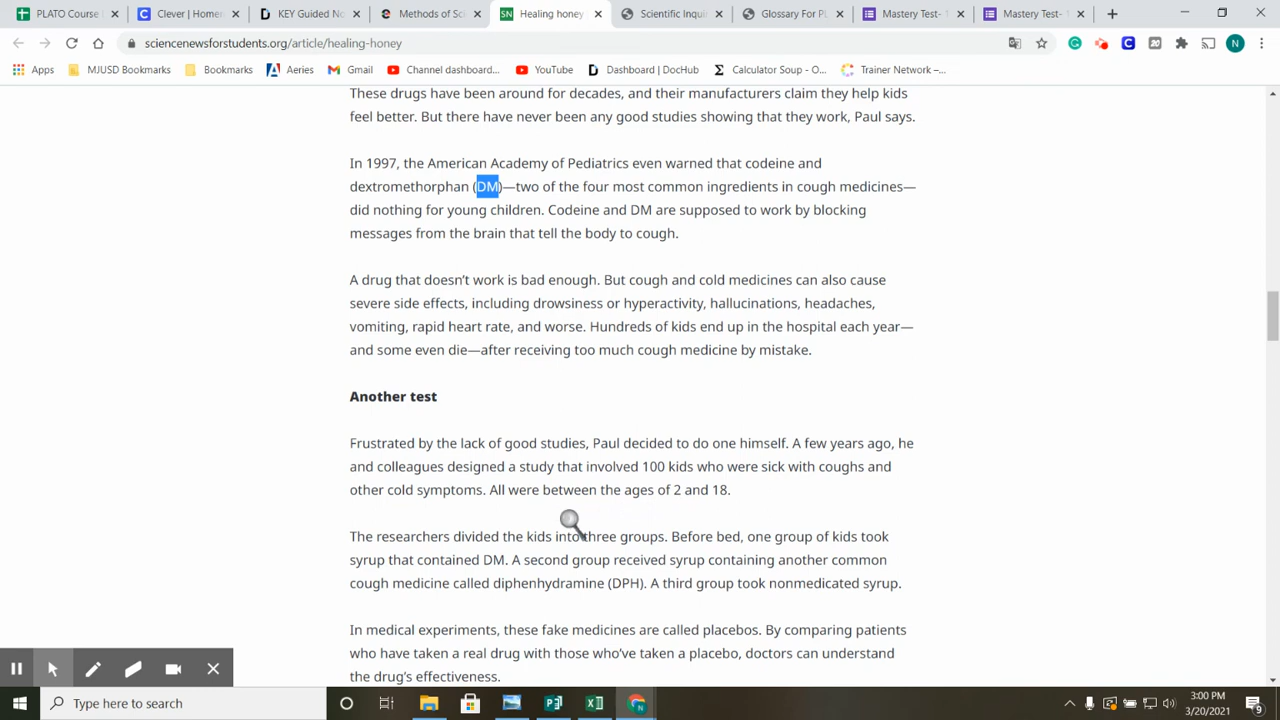 PLATO Course
Clever | Home
KEY Guided No
Methods of Sci
Healing honey
Scientific Inqui
Glossary For PL
Mastery Test-
Mastery Test-
sciencenewsforstudents.org/article/healing-honey
Apps
MJUSD Bookmarks
Bookmarks
Aeries
Gmail
Channel dashboard...
YouTube
Dashboard | DocHub
Calculator Soup - O...
Trainer Network –...
These drugs have been around for decades, and their manufacturers claim they help kids
feel better. But there have never been any good studies showing that they work, Paul says.
In 1997, the American Academy of Pediatrics even warned that codeine and
dextromethorphan (DM)—two of the four most common ingredients in cough medicines—
did nothing for young children. Codeine and DM are supposed to work by blocking
messages from the brain that tell the body to cough.
A drug that doesn’t work is bad enough. But cough and cold medicines can also cause
severe side effects, including drowsiness or hyperactivity, hallucinations, headaches,
vomiting, rapid heart rate, and worse. Hundreds of kids end up in the hospital each year—
and some even die—after receiving too much cough medicine by mistake.
Another test
Frustrated by the lack of good studies, Paul decided to do one himself. A few years ago, he
and colleagues designed a study that involved 100 kids who were sick with coughs and
other cold symptoms. All were between the ages of 2 and 18.
The researchers divided the kids into three groups. Before bed, one group of kids took
syrup that contained DM. A second group received syrup containing another common
cough medicine called diphenhydramine (DPH). A third group took nonmedicated syrup.
In medical experiments, these fake medicines are called placebos. By comparing patients
who have taken a real drug with those who’ve taken a placebo, doctors can understand
the drug’s effectiveness.
Type here to search
3:00 PM
3/20/2021